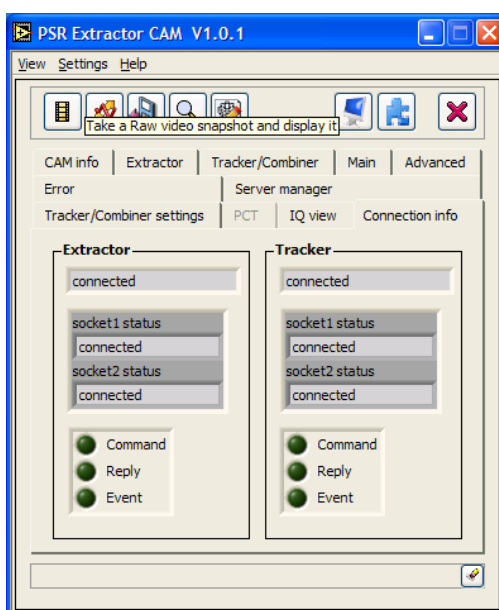 PSR Extractor CAM V1.0.1
View Settings Help
Take a Raw video snapshot and display it
CAM info Extractor Tracker/Combiner Main Advanced
Error Server manager
Tracker/Combiner settings PCT IQ view Connection info
Extractor Tracker
connected connected
socket1 status socket1 status
connected connected
socket2 status socket2 status
connected connected
Command Command
Reply Reply
Event Event